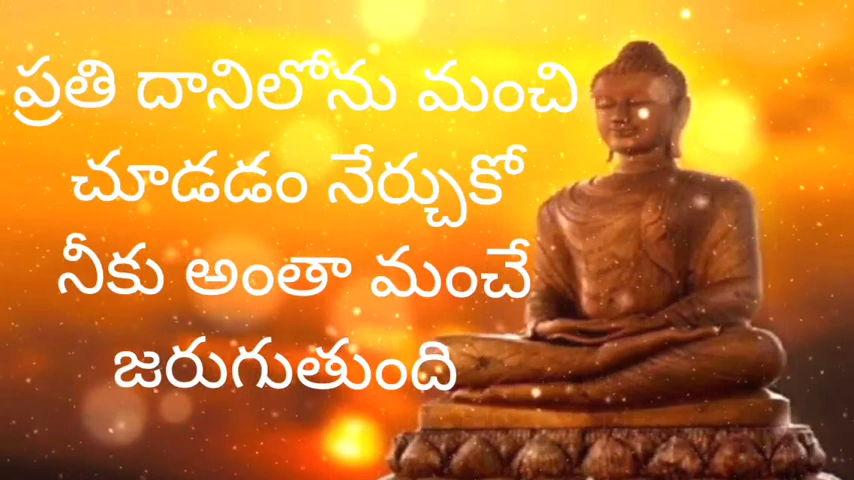 ప్రతి దానిలోను మంచి
చూడడం నేర్చుకో
నీకు అంతా మంచే
జరుగుతుంది